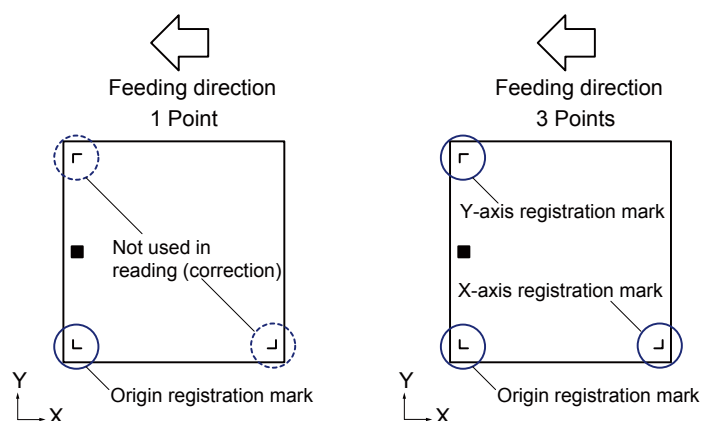 Feeding direction
1 Point
Not used in
reading (correction)
Origin registration mark
Y
X
Feeding direction
3 Points
Y-axis registration mark
X-axis registration mark
Origin registration mark
Y
X